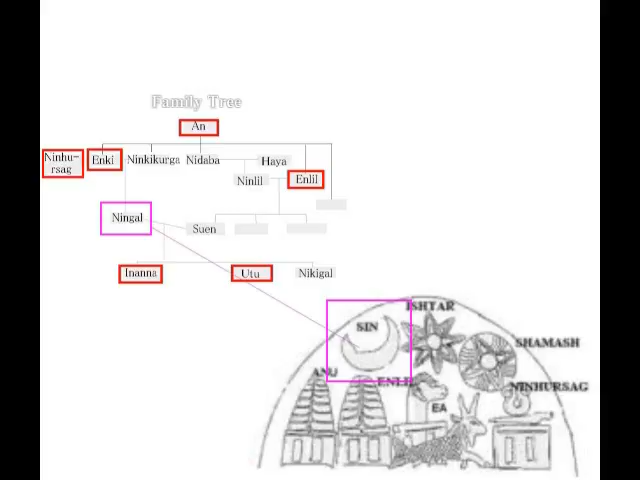 Family Tree
An
Ninhu-
rsag
Enki
Ninkikurga
Nidaba
Haya
Ninlil
Enlil
Ningal
Suen
Inanna
Utu
Nikigal
ISHTAR
SIN
SHAMASH
ANU
ENLIL
NINHURSAG
EA